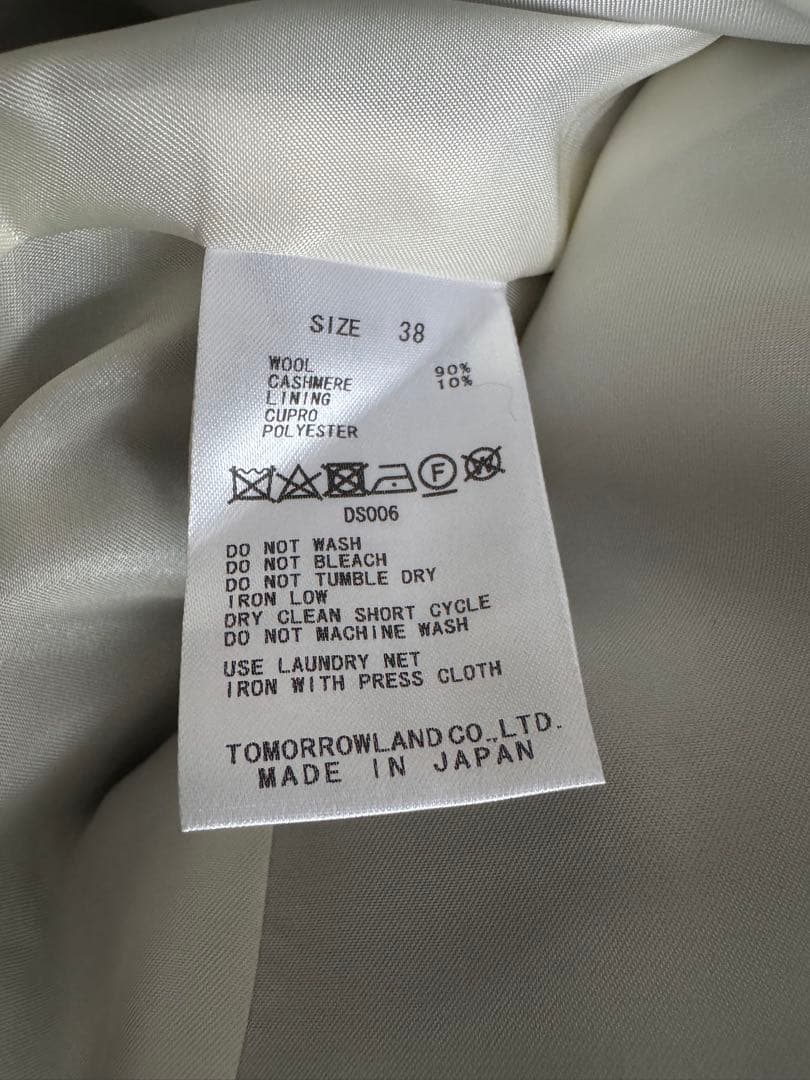 SIZE 38
WOOL 90%
CASHMERE 10%
LINING
CUPRO
POLYESTER
F W
DS006
DO NOT WASH
DO NOT BLEACH
DO NOT TUMBLE DRY
IRON LOW
DRY CLEAN SHORT CYCLE
DO NOT MACHINE WASH
USE LAUNDRY NET
IRON WITH PRESS CLOTH
TOMORROWLAND CO.,LTD.
MADE IN JAPAN